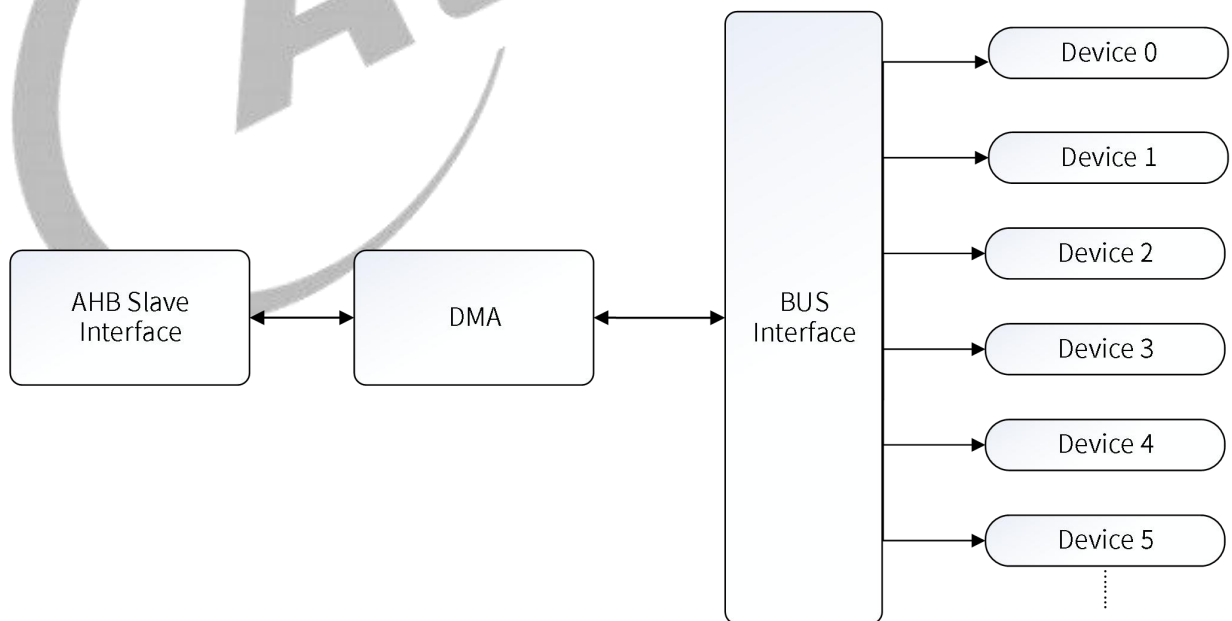 AHB Slave
Interface
DMA
BUS
Interface
Device 0
Device 1
Device 2
Device 3
Device 4
Device 5